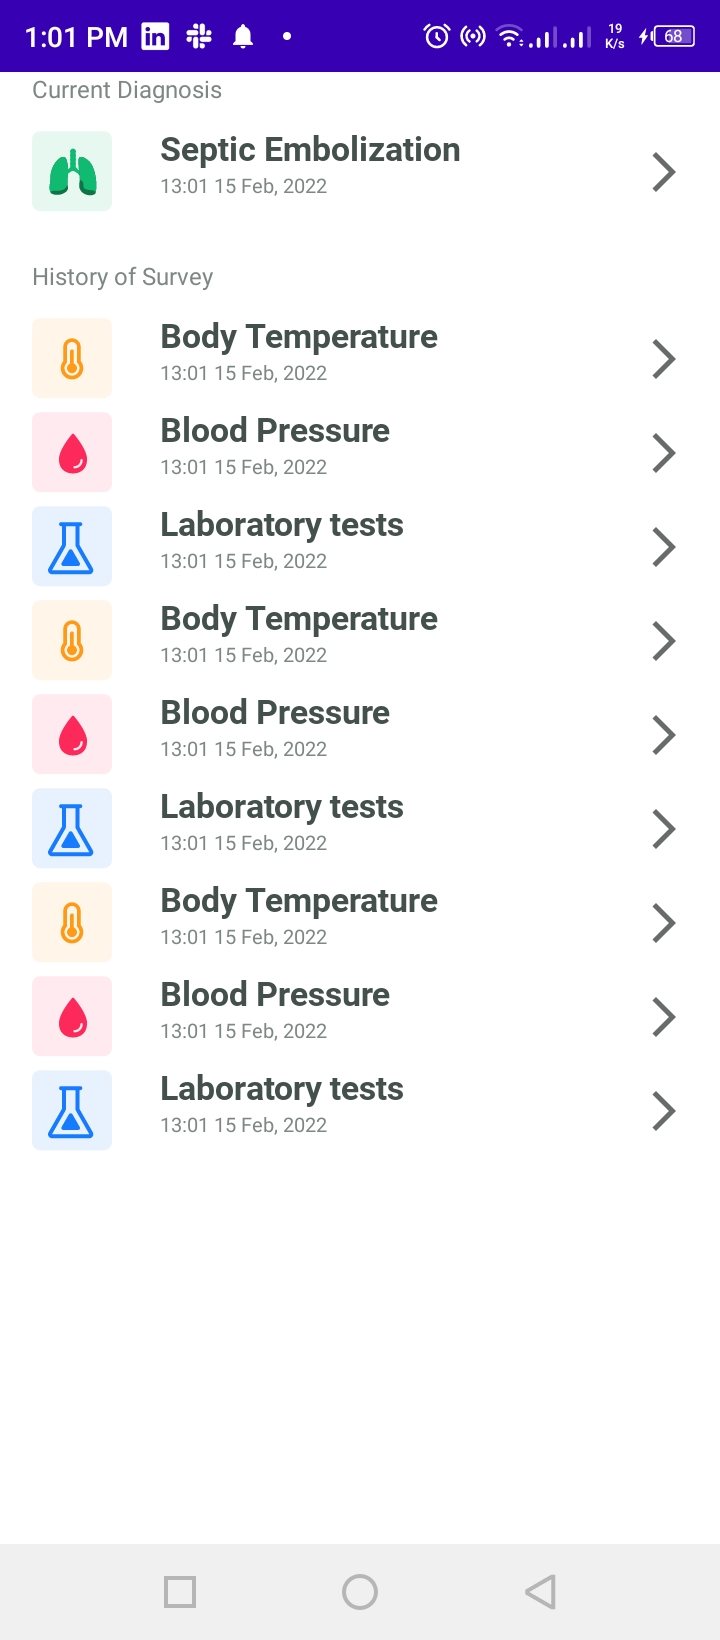 1:01 PM in 19 K/s 68
Current Diagnosis
Septic Embolization
13:01 15 Feb, 2022
History of Survey
Body Temperature
13:01 15 Feb, 2022
Blood Pressure
13:01 15 Feb, 2022
Laboratory tests
13:01 15 Feb, 2022
Body Temperature
13:01 15 Feb, 2022
Blood Pressure
13:01 15 Feb, 2022
Laboratory tests
13:01 15 Feb, 2022
Body Temperature
13:01 15 Feb, 2022
Blood Pressure
13:01 15 Feb, 2022
Laboratory tests
13:01 15 Feb, 2022